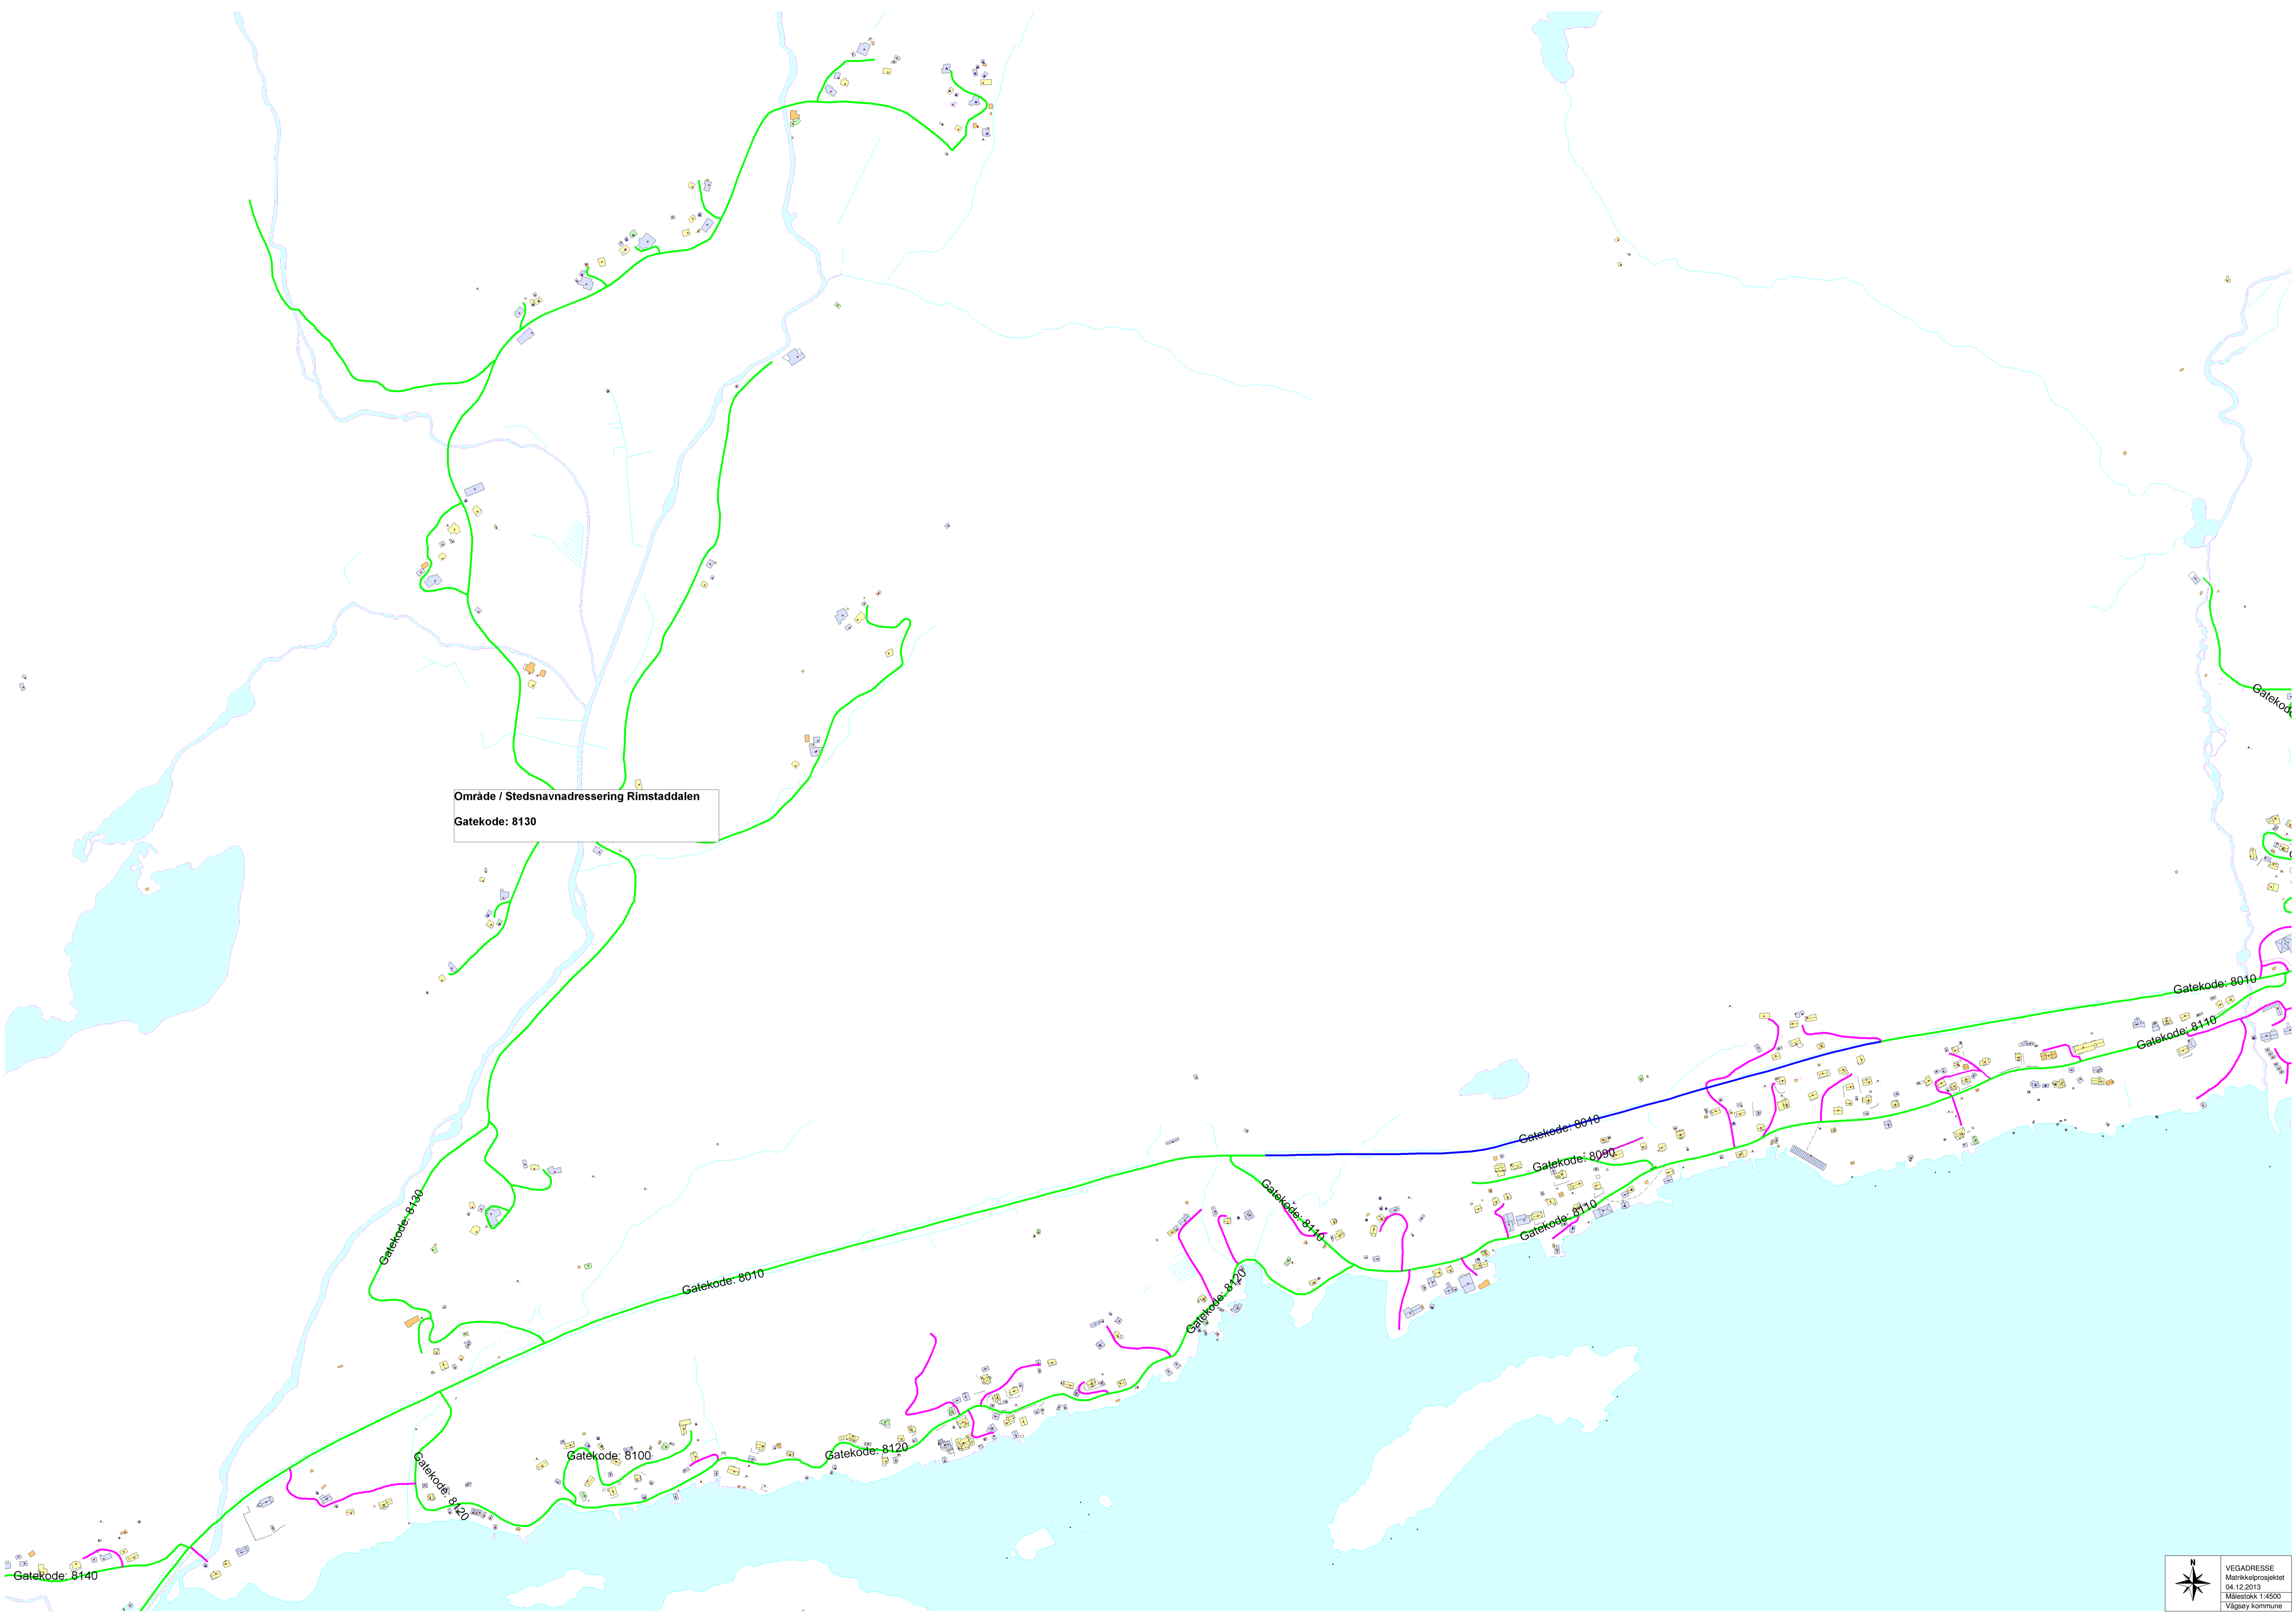 Gatekod
Område / Stedsnavnadressering Rimstaddalen
Gatekode: 8130
Gatekode: 8010
Gatekode: 8110
Gatekode: 8010
Gatekode: 8090
Gatekode: 8110
Gatekode: 8110
Gatekode: 8130
Gatekode: 8010
Gatekode: 8120
Gatekode: 8100
Gatekode: 8120
Gatekode: 8120
Gatekode: 8140
N
VEGADRESSE
Matrikkelprosjektet
04.12.2013
Målestokk 1:4500
Vågsøy kommune